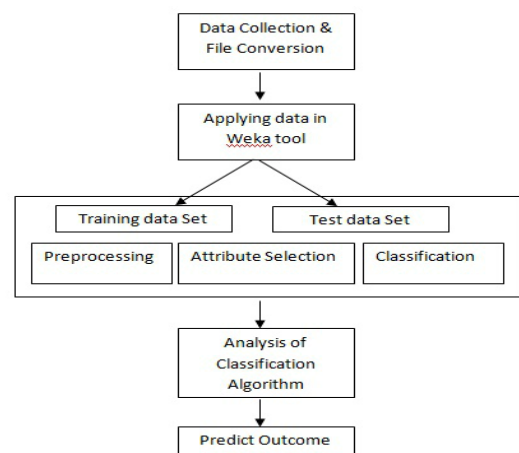 Data Collection &
File Conversion
Applying data in
Weka tool
Training data Set
Test data Set
Preprocessing
Attribute Selection
Classification
Analysis of
Classification
Algorithm
Predict Outcome